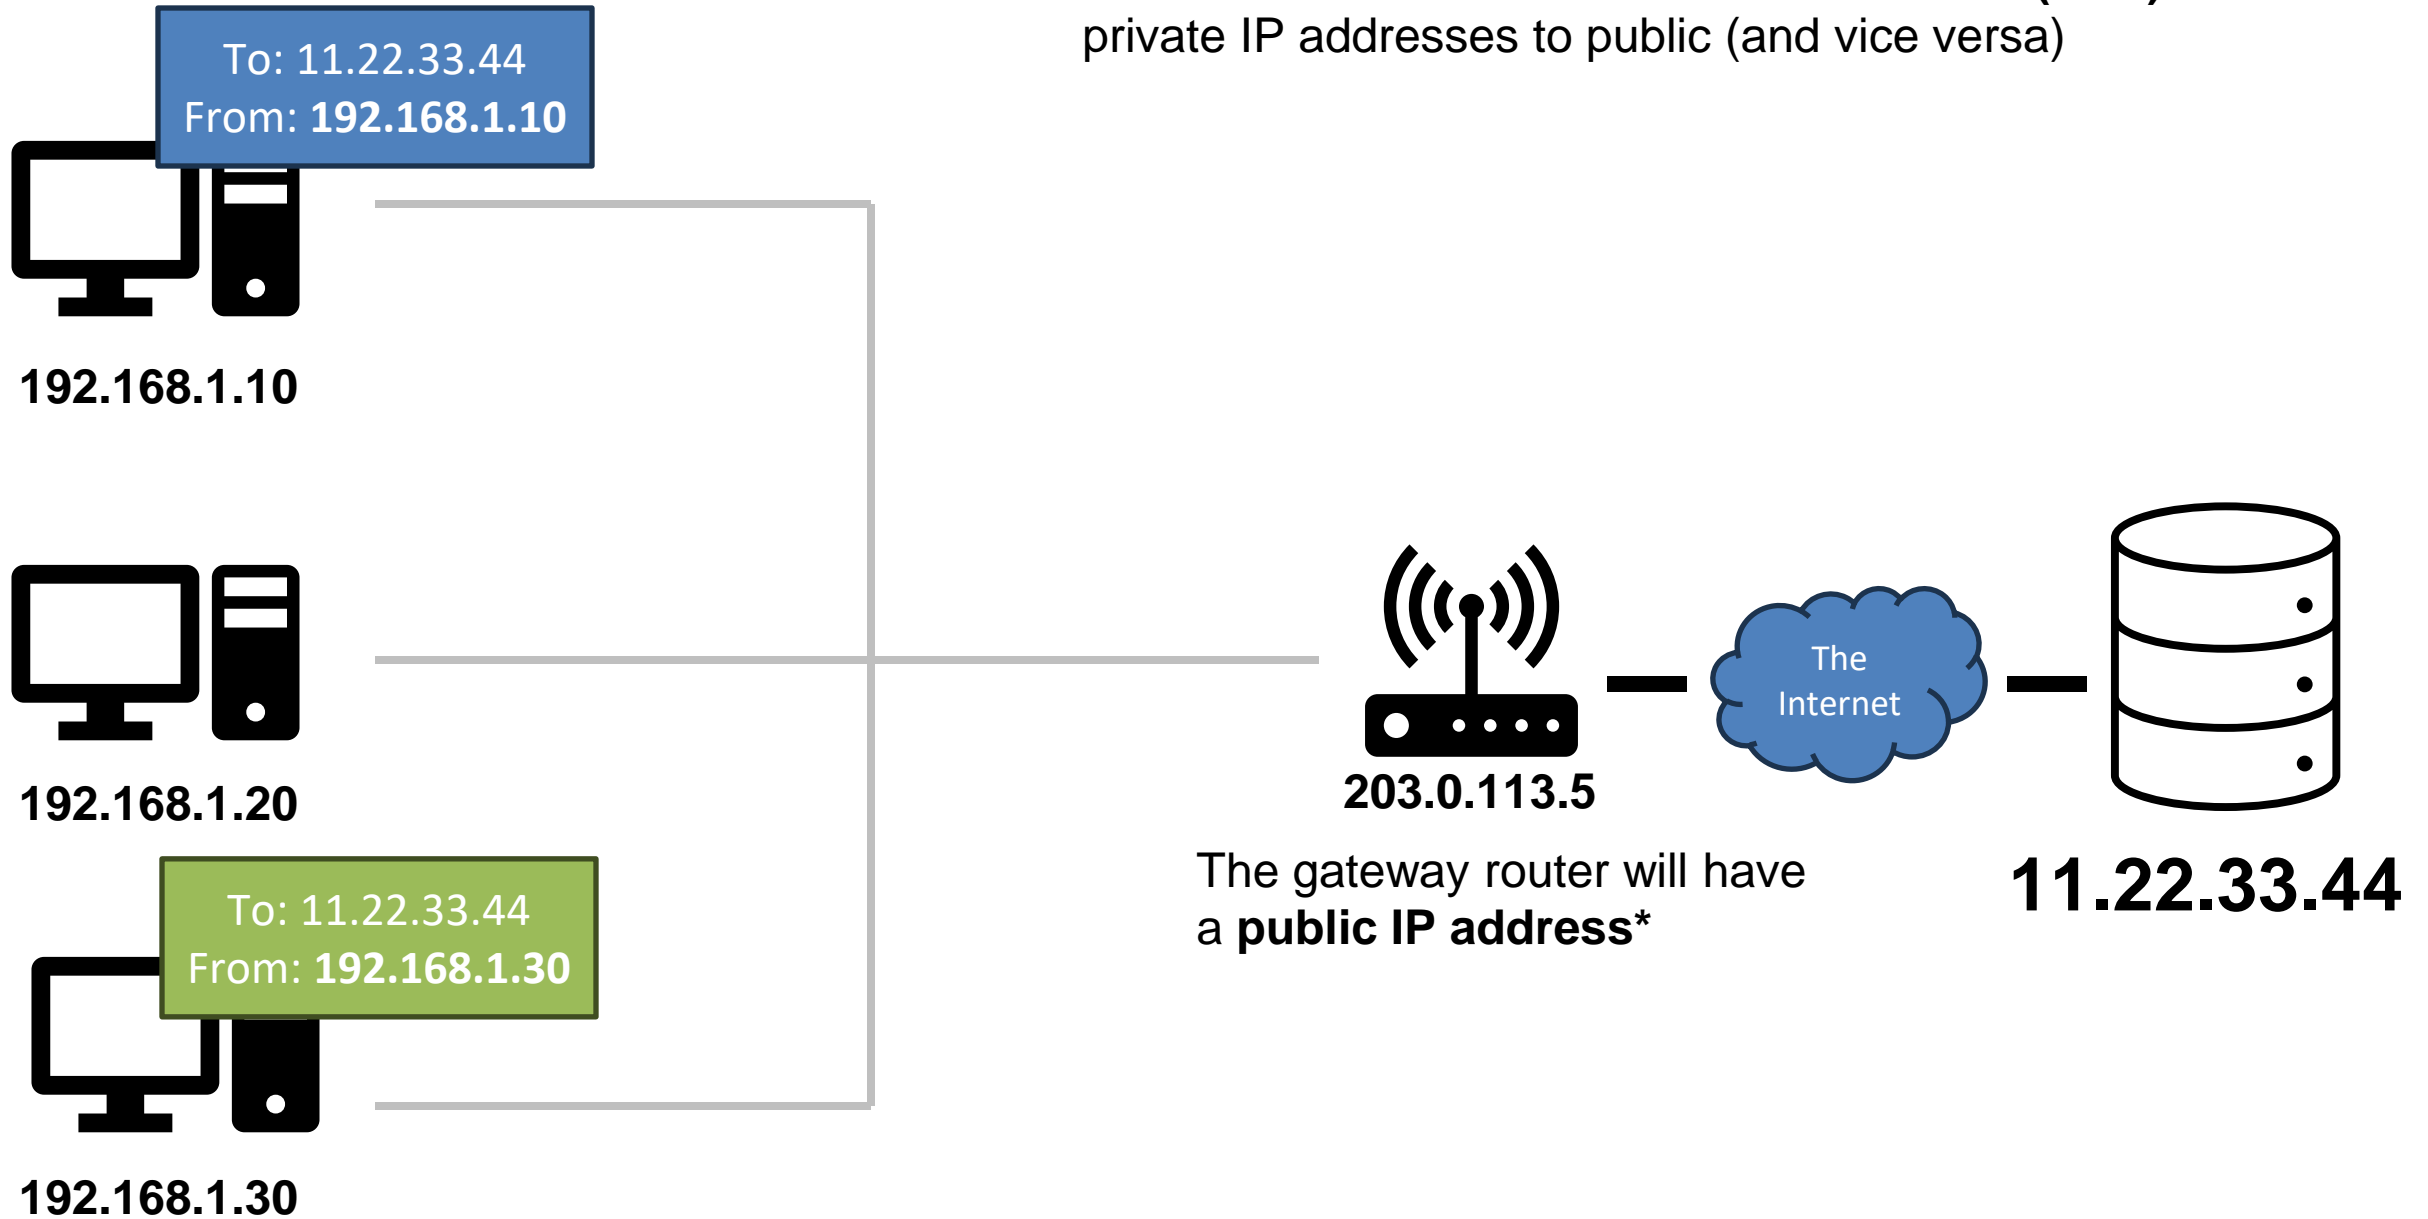 private IP addresses to public (and vice versa)
To: 11.22.33.44
From: 192.168.1.10
192.168.1.10
192.168.1.20
The
Internet
203.0.113.5
The gateway router will have
a public IP address*
11.22.33.44
To: 11.22.33.44
From: 192.168.1.30
192.168.1.30